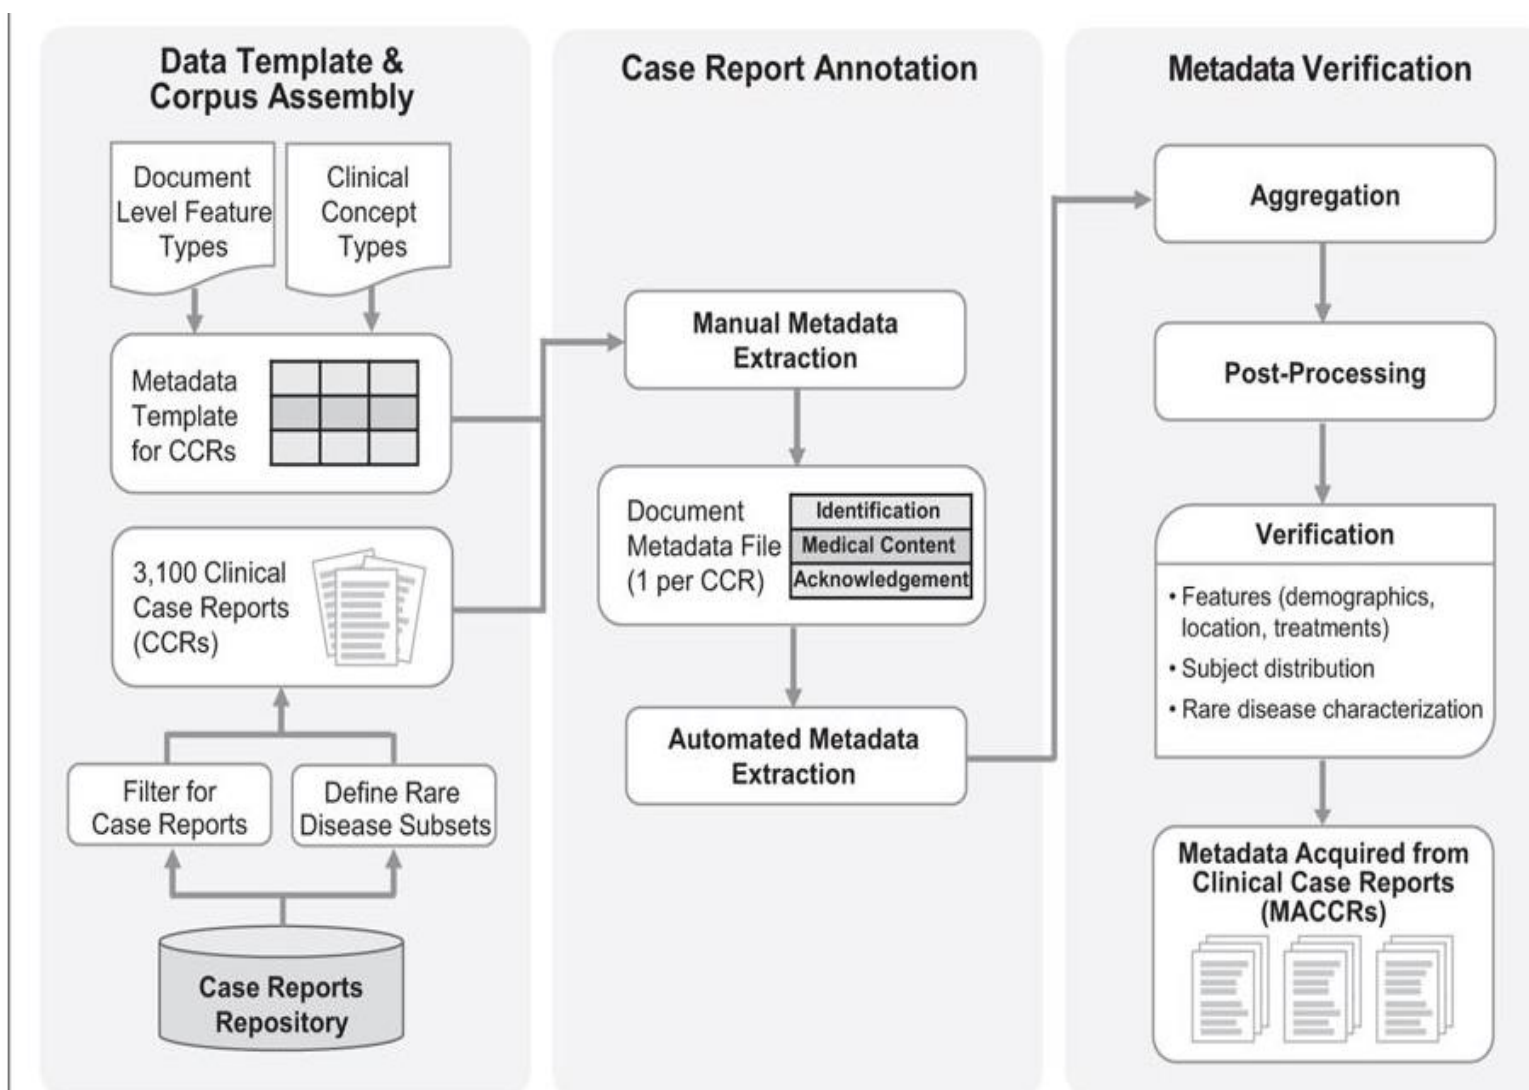 Data Template &
Corpus Assembly
Document
Level Feature
Types
Clinical
Concept
Types
Metadata
Template
for CCRs
3,100 Clinical
Case Reports
(CCRs)
Filter for
Case Reports
Define Rare
Disease Subsets
Case Reports
Repository
Case Report Annotation
Manual Metadata
Extraction
Document
Metadata File
(1 per CCR)
Identification
Medical Content
Acknowledgement
Automated Metadata
Extraction
Metadata Verification
Aggregation
Post-Processing
Verification
• Features (demographics,
location, treatments)
• Subject distribution
• Rare disease characterization
Metadata Acquired from
Clinical Case Reports
(MACCRs)